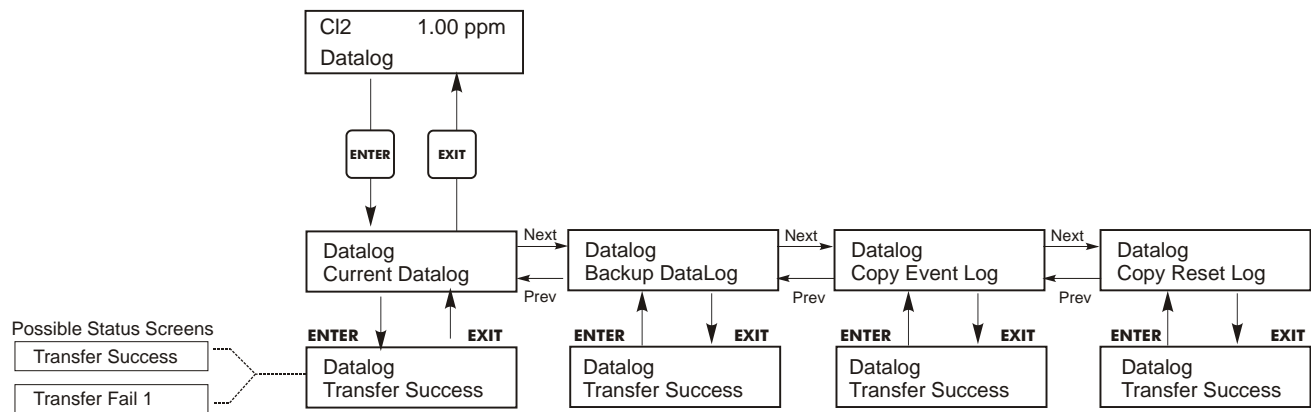 Cl2 1.00 ppm
Datalog
ENTER EXIT
Datalog
Current Datalog
Next
Prev
Datalog
Backup DataLog
Next
Prev
Datalog
Copy Event Log
Next
Prev
Datalog
Copy Reset Log
Possible Status Screens
Transfer Success
Transfer Fail 1
ENTER EXIT
Datalog
Transfer Success
ENTER EXIT
Datalog
Transfer Success
ENTER EXIT
Datalog
Transfer Success
ENTER EXIT
Datalog
Transfer Success